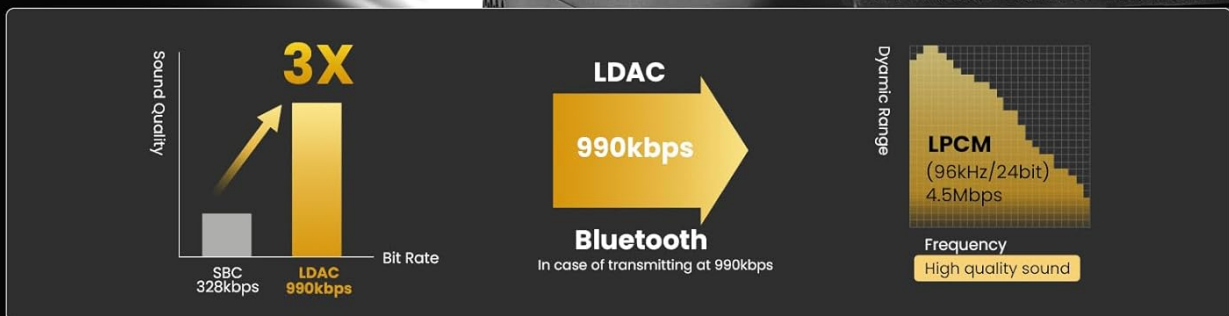 Sound Quality
3X
SBC
328kbps
LDAC
990kbps
Bit Rate
LDAC
990kbps
Bluetooth
In case of transmitting at 990kbps
Dyamic Range
LPCM
(96kHz/24bit)
4.5Mbps
Frequency
High quality sound